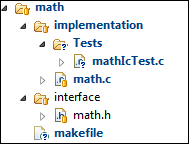 math
implementation
Tests
mathIcTest.c
math.c
interface
math.h
makefile